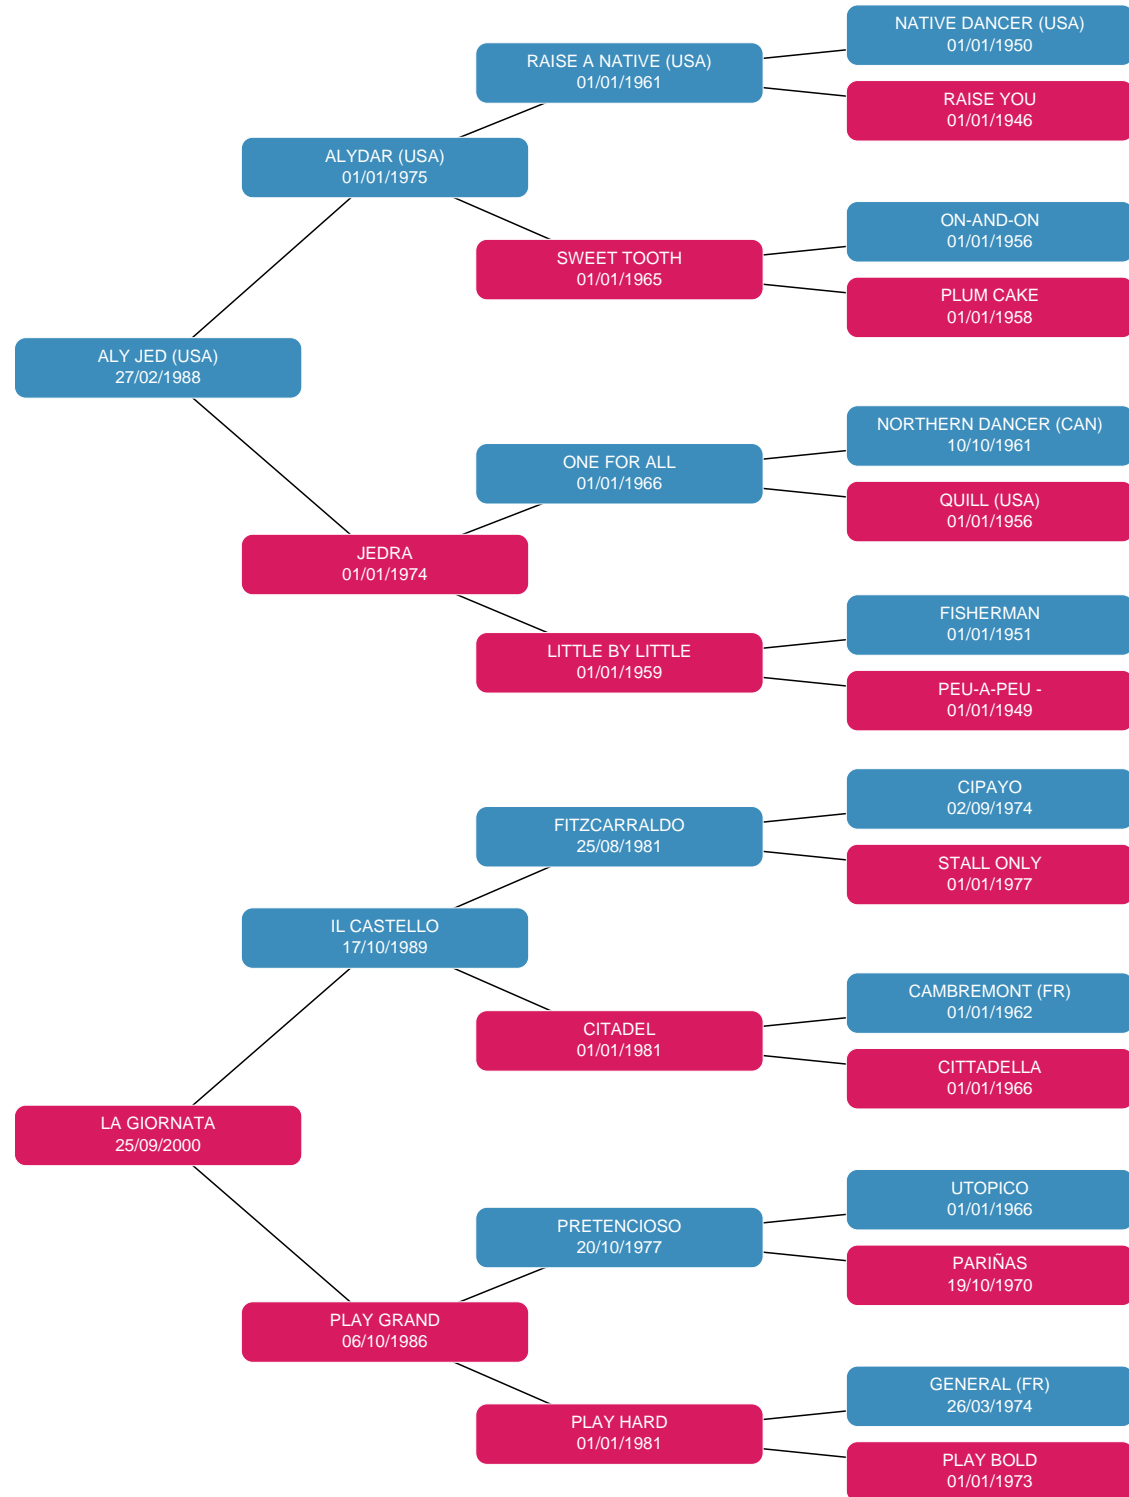 NATIVE DANCER (USA)
01/01/1950
RAISE A NATIVE (USA)
01/01/1961
RAISE YOU
01/01/1946
ALYDAR (USA)
01/01/1975
ON-AND-ON
01/01/1956
SWEET TOOTH
01/01/1965
PLUM CAKE
01/01/1958
ALY JED (USA)
27/02/1988
NORTHERN DANCER (CAN)
10/10/1961
ONE FOR ALL
01/01/1966
QUILL (USA)
01/01/1956
JEDRA
01/01/1974
FISHERMAN
01/01/1951
LITTLE BY LITTLE
01/01/1959
PEU-A-PEU -
01/01/1949
CIPAYO
02/09/1974
FITZCARRALDO
25/08/1981
STALL ONLY
01/01/1977
IL CASTELLO
17/10/1989
CAMBREMONT (FR)
01/01/1962
CITADEL
01/01/1981
CITTADELLA
01/01/1966
LA GIORNATA
25/09/2000
UTOPICO
01/01/1966
PRETENCIOSO
20/10/1977
PARIÑAS
19/10/1970
PLAY GRAND
06/10/1986
GENERAL (FR)
26/03/1974
PLAY HARD
01/01/1981
PLAY BOLD
01/01/1973